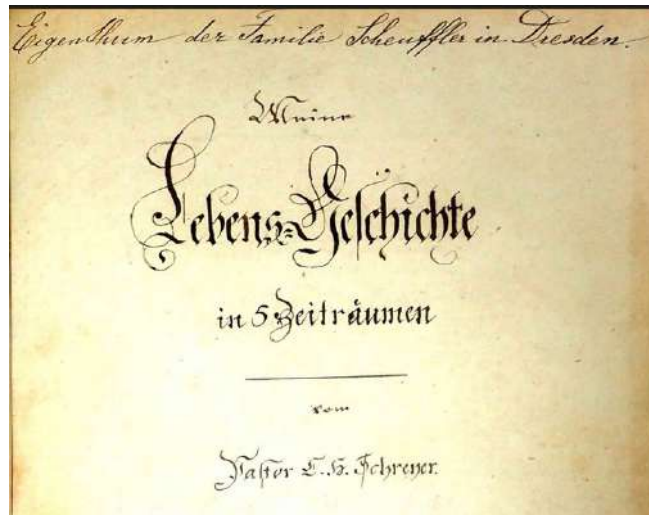 Eigenthum der Familie Scheuffler in Dresden.
Meine
Lebens-Geschichte
in 5 Zeiträumen
vom
Pastor C. H. Schreyer.